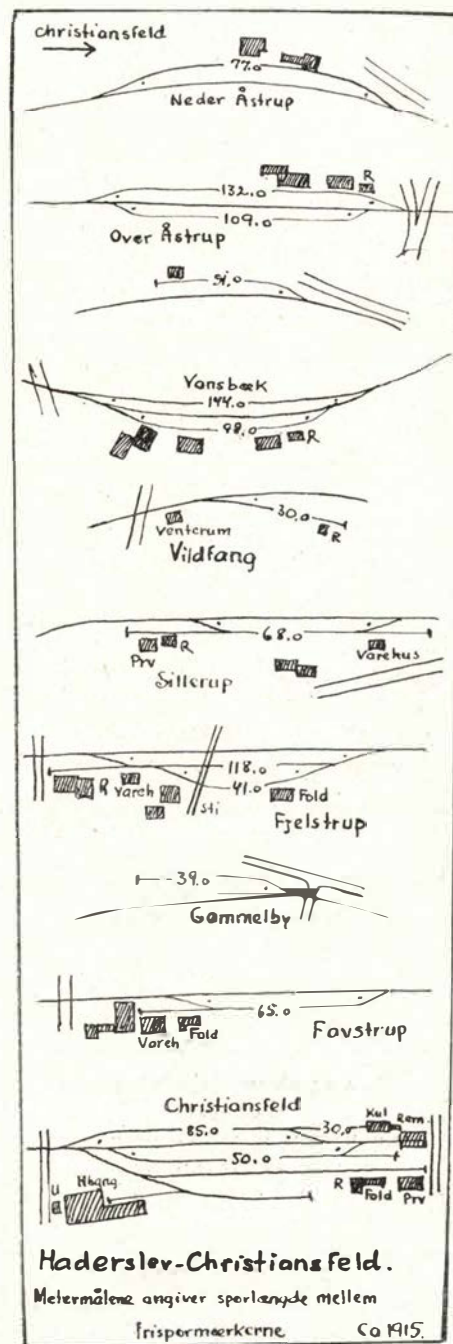 christiansfeld
77.0
Neder Åstrup
132.0 R
109.0
Over Åstrup
51.0
Vonsbæk
144.0
98.0 R
30.0
Venterum R
Vildfang
68.0
Prv R Varehus
Sillerup
118.0
R Vareh 41.0 Fold
Sti
Fjelstrup
39.0
Gammelby
65.0
Vareh Fold Favstrup
Christiansfeld
85.0 30.0 Kul Rem.
50.0
U Hbgng R Fold Prv
Haderslev-Christiansfeld.
Metermålene angiver sporlængde mellem
frispormærkerne Ca 1915.